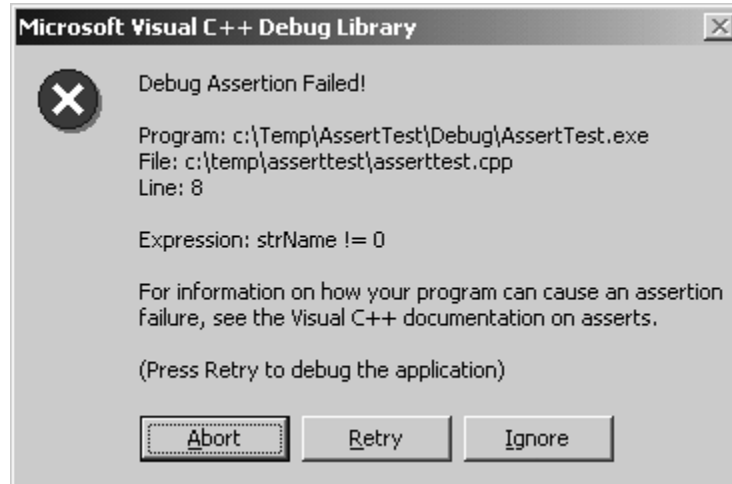 Microsoft Visual C++ Debug Library
Debug Assertion Failed!
Program: c:\Temp\AssertTest\Debug\AssertTest.exe
File: c:\temp\asserttest\asserttest.cpp
Line: 8
Expression: strName != 0
For information on how your program can cause an assertion
failure, see the Visual C++ documentation on asserts.
(Press Retry to debug the application)
Abort Retry Ignore